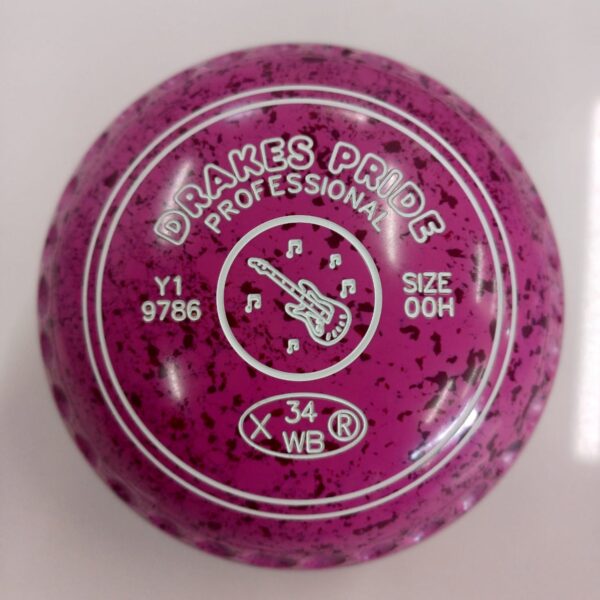 DRAKES PRIDE
PROFESSIONAL
Y1
9786
SIZE
00H
X 34 WB ®